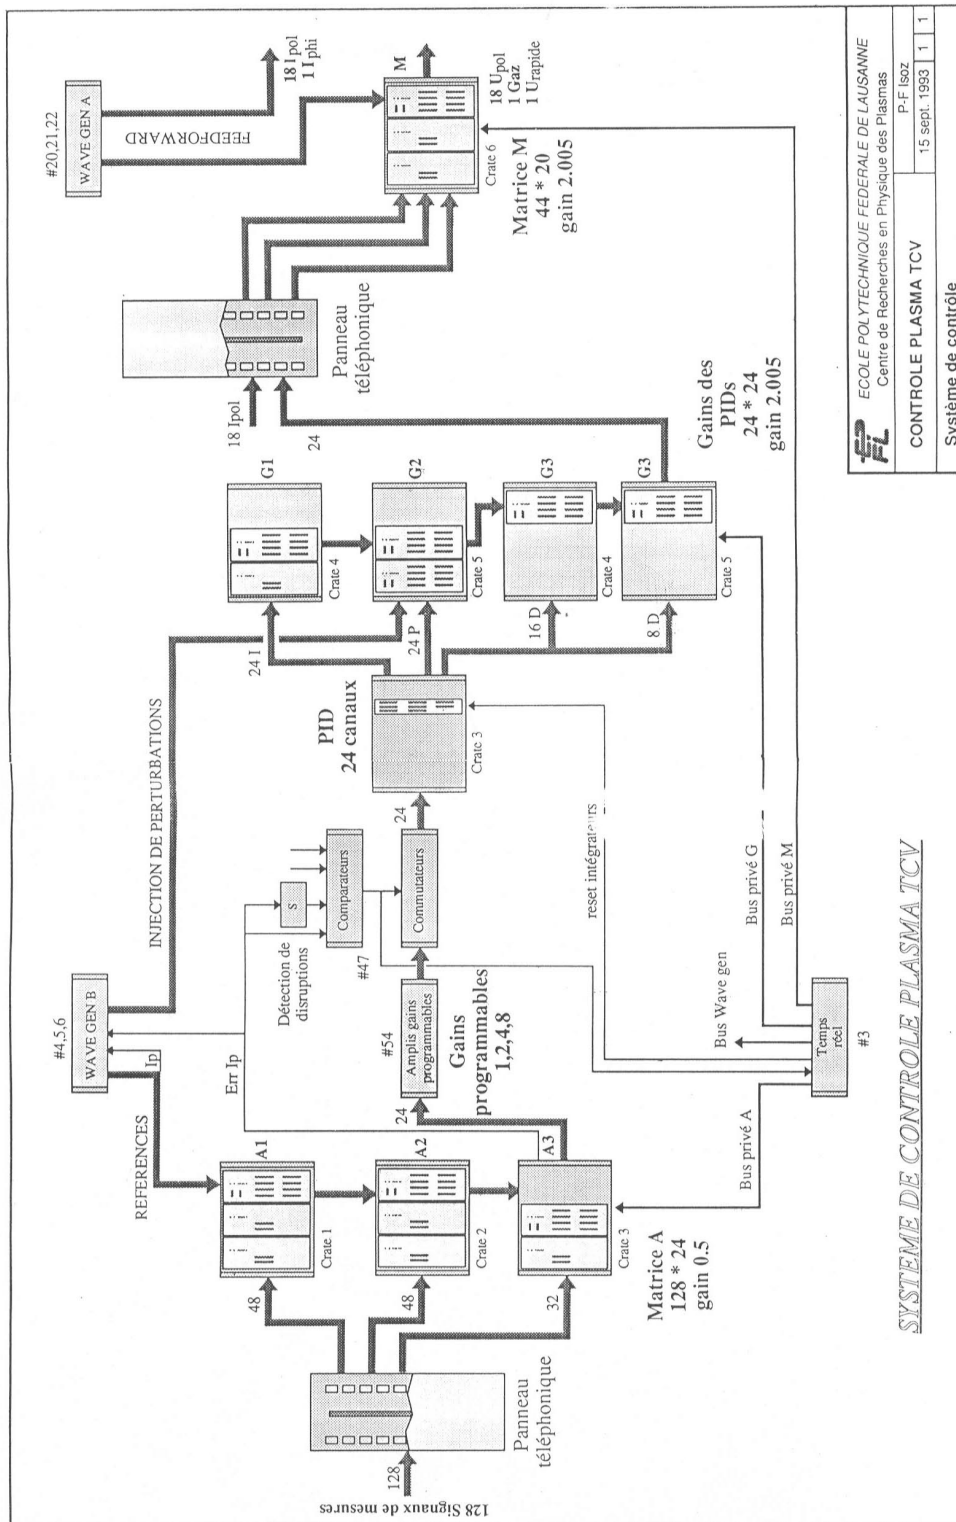 128 Signaux de mesures
128
Panneau
téléphonique
48
48
32
REFERENCES
#4,5,6
WAVE GEN B
Ip
Err Ip
INJECTION DE PERTURBATIONS
A1
Crate 1
A2
Crate 2
A3
Crate 3
Matrice A
128 * 24
gain 0.5
Bus privé A
24
#54
Amplis gains
programmables
Gains
programmables
1,2,4,8
Détection de
disruptions
S
Comparateurs
#47
Commutateurs
24
PID
24 canaux
Crate 3
reset intégrateurs
Bus Wave gen
Bus privé G
Bus privé M
Temps
réel
#3
24 I
24 P
16 D
8 D
G1
Crate 4
G2
Crate 5
G3
Crate 4
G3
Crate 5
Gains des
PIDs
24 * 24
gain 2.005
18 Ipol
24
Panneau
téléphonique
#20,21,22
WAVE GEN A
FEEDFORWARD
18 Ipol
1 Iphi
M
Crate 6
18 Upol
1 Gaz
1 Urapide
Matrice M
44 * 20
gain 2.005
SYSTEME DE CONTROLE PLASMA TCV
EPFL
ECOLE POLYTECHNIQUE FEDERALE DE LAUSANNE
Centre de Recherches en Physique des Plasmas
CONTROLE PLASMA TCV
P-F Isoz
15 sept. 1993
1
1
Système de contrôle